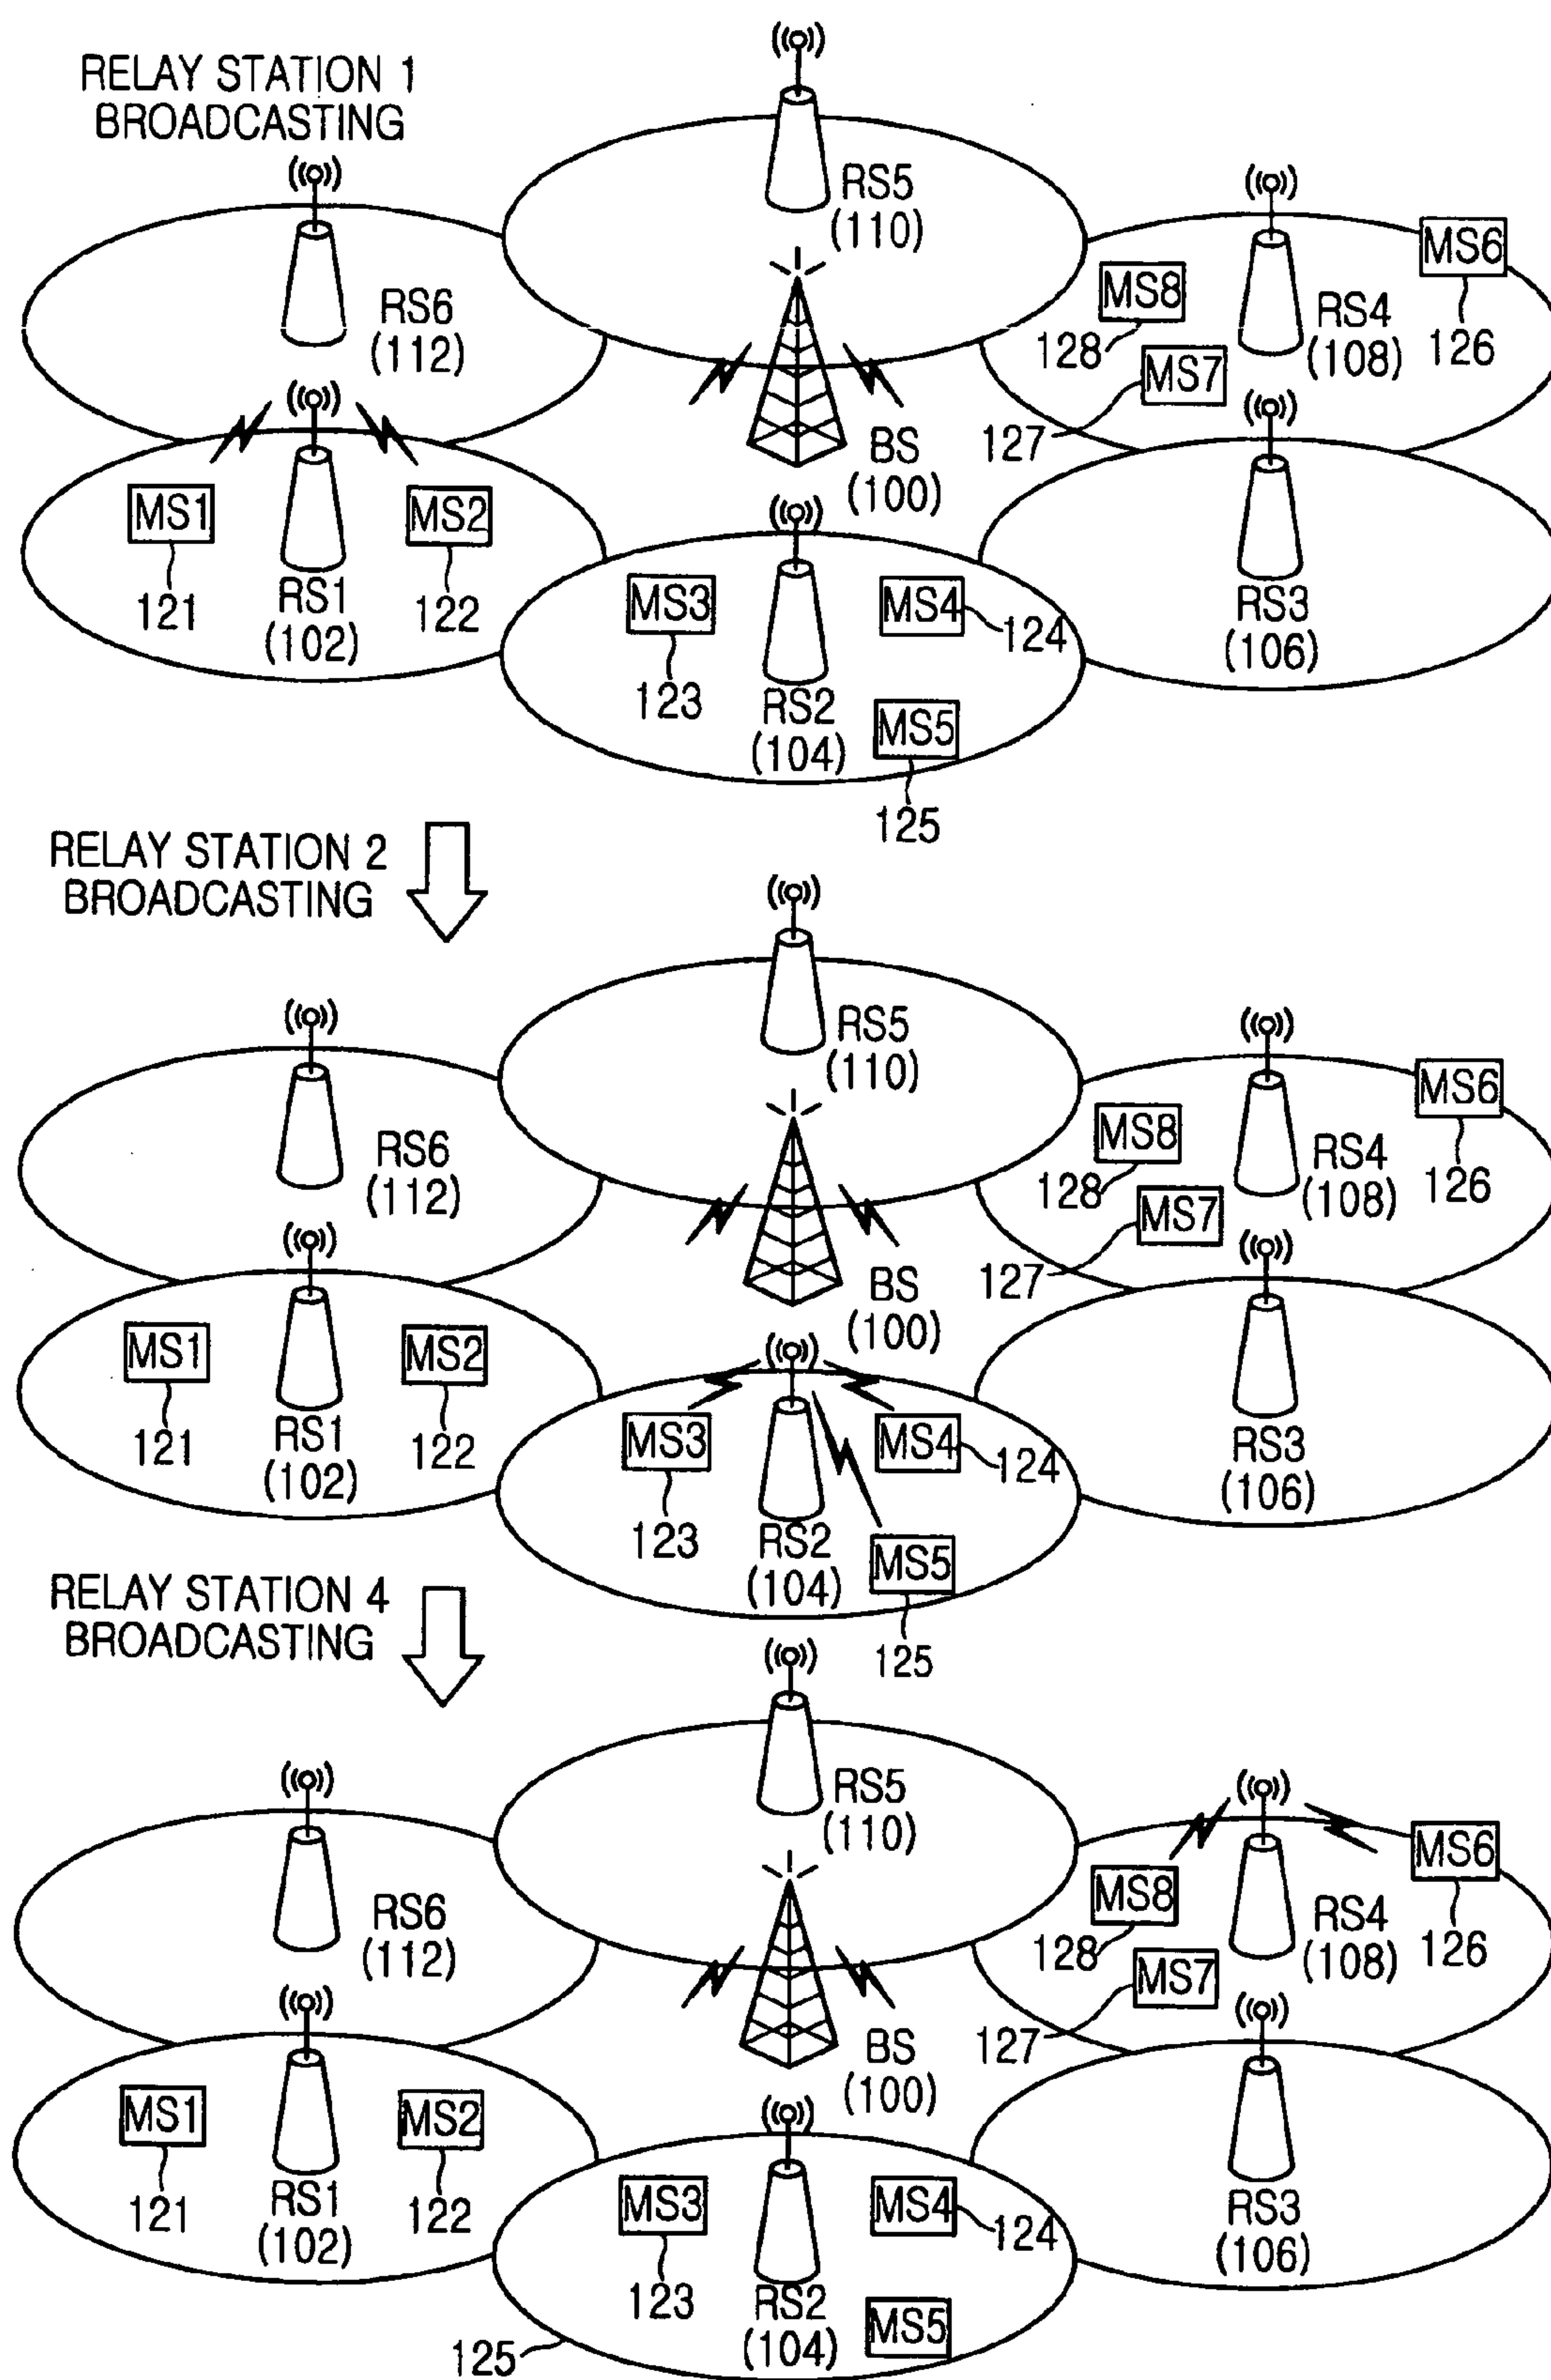 RELAY STATION 1
BROADCASTING
RS5
(110)
MS6
RS6
(112)
MS8
128
RS4
(108)
126
MS7
127
BS
(100)
MS1
MS2
121
RS1
(102)
122
MS3
MS4
124
RS3
(106)
123
RS2
(104)
MS5
125
RELAY STATION 2
BROADCASTING
RS5
(110)
MS6
RS6
(112)
MS8
128
RS4
(108)
126
MS7
127
BS
(100)
MS1
MS2
121
RS1
(102)
122
MS3
MS4
124
RS3
(106)
123
RS2
(104)
MS5
125
RELAY STATION 4
BROADCASTING
RS5
(110)
MS6
RS6
(112)
MS8
128
RS4
(108)
126
MS7
127
BS
(100)
MS1
MS2
121
RS1
(102)
122
MS3
MS4
124
RS3
(106)
123
RS2
(104)
MS5
125